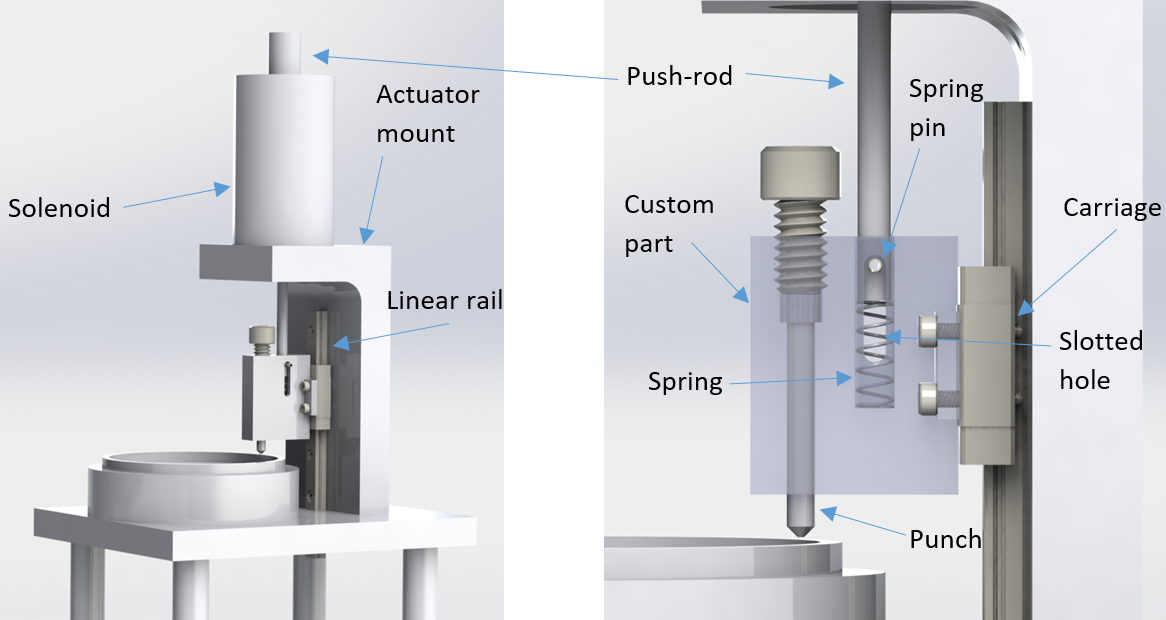 Actuator
mount
Solenoid
Linear rail
Push-rod
Spring
pin
Custom
part
Carriage
Slotted
hole
Spring
Punch